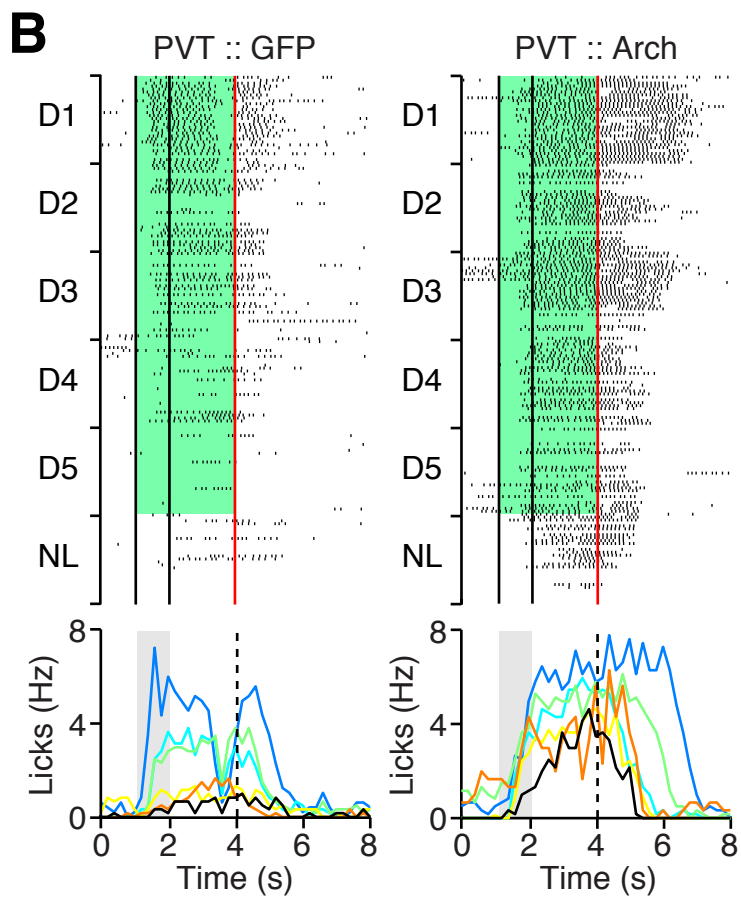 B
PVT :: GFP
PVT :: Arch
D1
D2
D3
D4
D5
NL
D1
D2
D3
D4
D5
NL
8
4
0
Licks (Hz)
0 2 4 6 8
Time (s)
8
4
0
Licks (Hz)
0 2 4 6 8
Time (s)